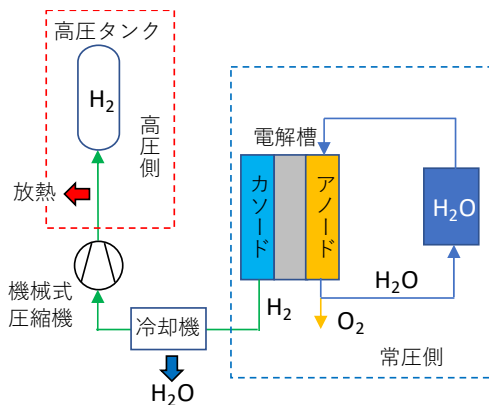 高圧タンク
H₂
高圧側
放熱
機械式
圧縮機
冷却機
H₂O
電解槽
カソード
アノード
H₂O
H₂O
H₂
O₂
常圧側